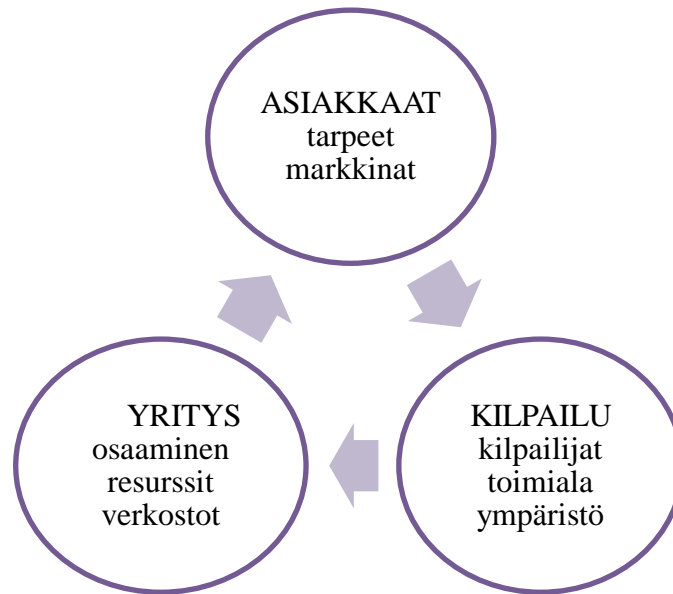 ASIAKKAAT
tarpeet
markkinat
YRITYS
osaaminen
resurssit
verkostot
KILPAILU
kilpailijat
toimiala
ympäristö